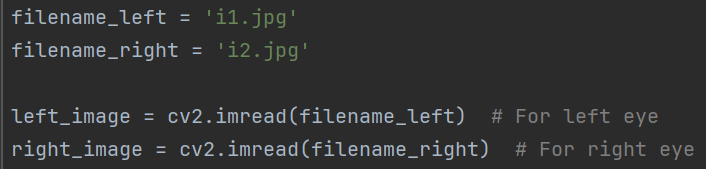 filename_left = 'i1.jpg'
filename_right = 'i2.jpg'
left_image = cv2.imread(filename_left)  # For left eye
right_image = cv2.imread(filename_right)  # For right eye